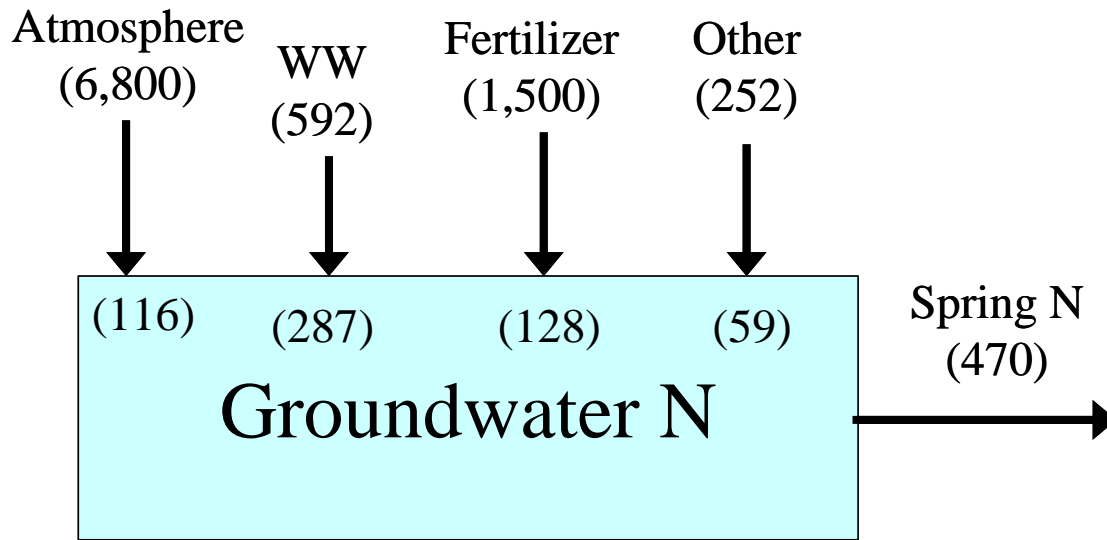 Atmosphere
(6,800)
WW
(592)
Fertilizer
(1,500)
Other
(252)
(116)
(287)
(128)
(59)
Groundwater N
Spring N
(470)